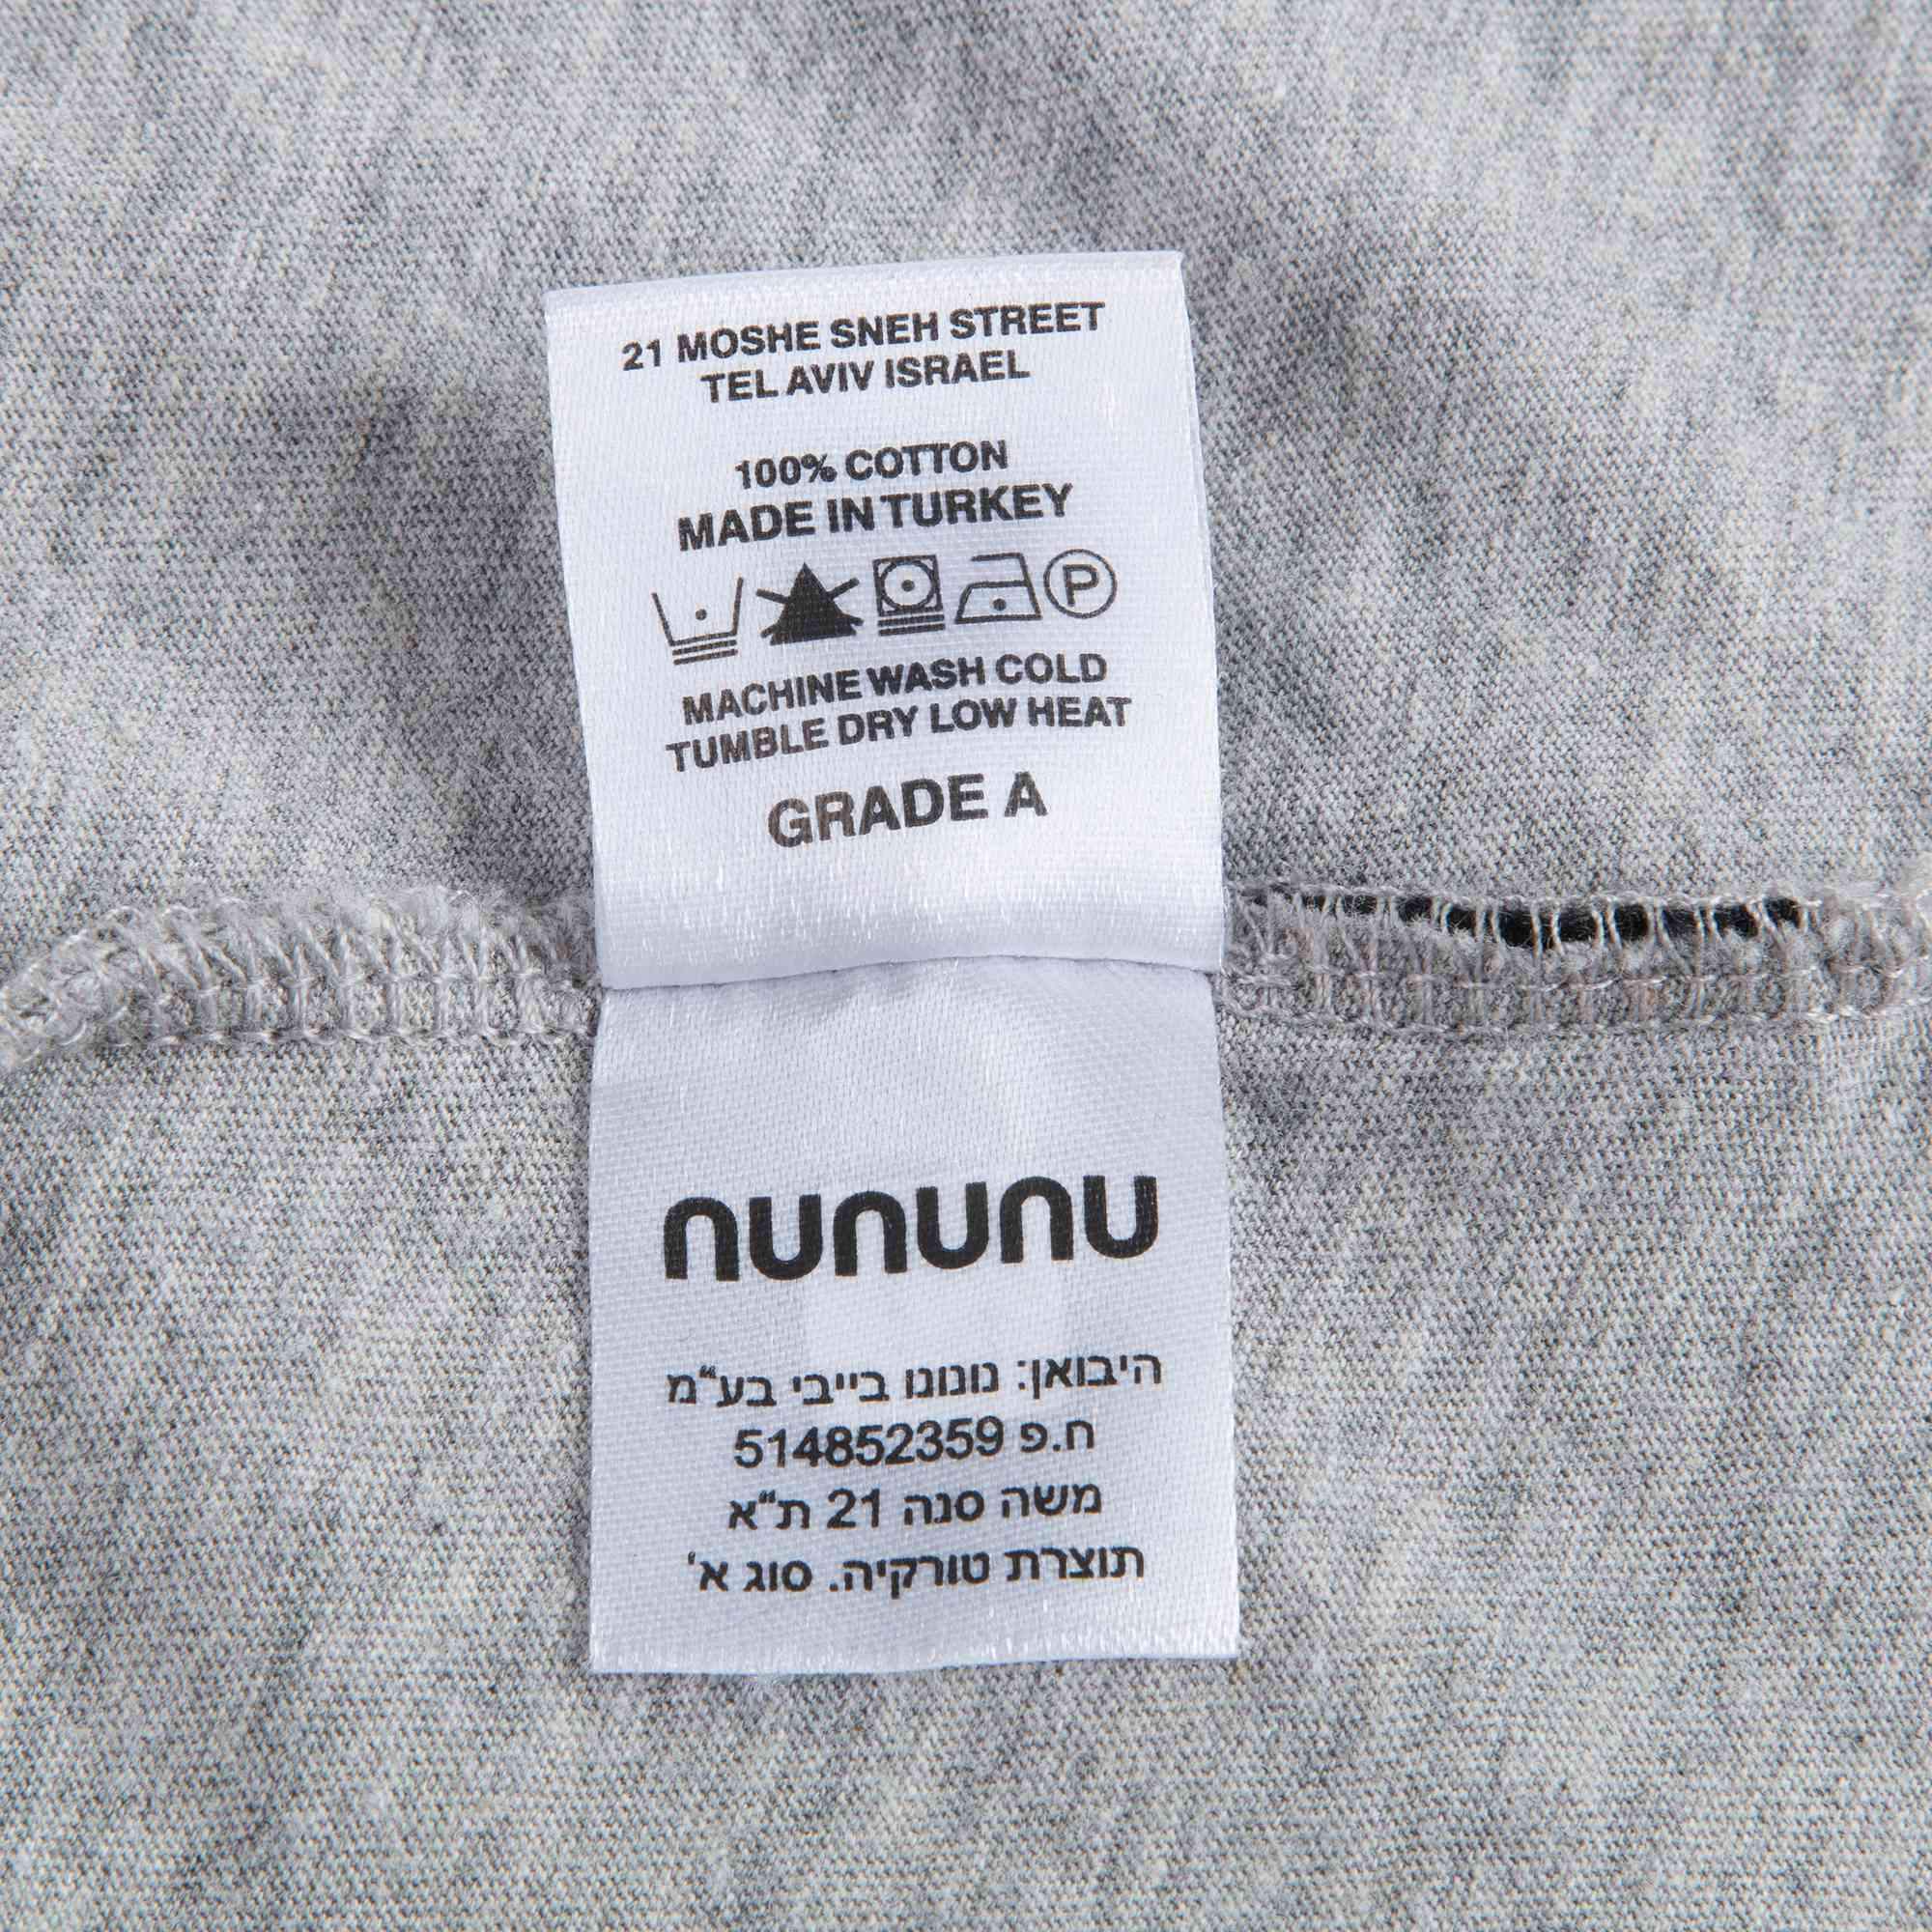 21 MOSHE SNEH STREET
TEL AVIV ISRAEL
100% COTTON
MADE IN TURKEY
P
MACHINE WASH COLD
TUMBLE DRY LOW HEAT
GRADE A
nununu
היבואן: נונונו בייבי בע"מ
ח.פ 514852359
משה סנה 21 ת"א
תוצרת טורקיה. סוג א'